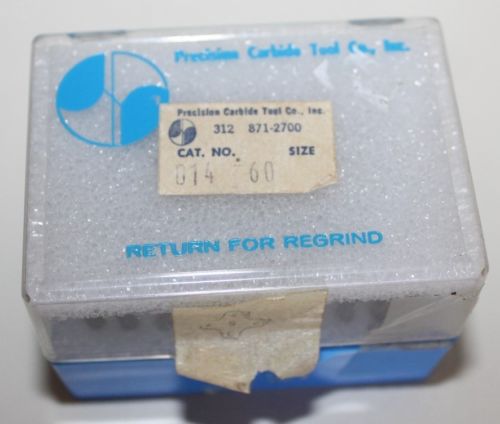 Precision Carbide Tool Co., Inc.
Precision Carbide Tool Co., Inc.
312 871-2700
CAT. NO. SIZE
014 60
RETURN FOR REGRIND